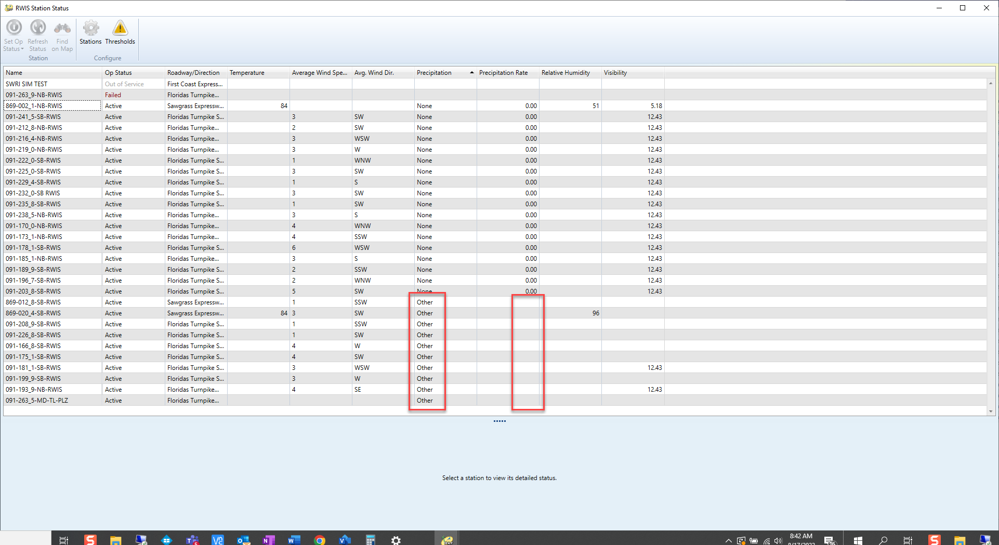 RWIS Station Status
Set Op Status
Refresh Status
Find on Map
Stations
Thresholds
Station
Configure
Name Op Status Roadway/Direction Temperature Average Wind Spe... Avg. Wind Dir. Precipitation Precipitation Rate Relative Humidity Visibility
SWRI SIM TEST Out of Service First Coast Express...
091-263_9-NB-RWIS Failed Floridas Turnpike...
869-002_1-NB-RWIS Active Sawgrass Expressw... 84 None 0.00 51 5.18
091-241_5-SB-RWIS Active Floridas Turnpike S... 3 SW None 0.00 12.43
091-212_8-NB-RWIS Active Floridas Turnpike... 2 SW None 0.00 12.43
091-216_4-NB-RWIS Active Floridas Turnpike... 3 WSW None 0.00 12.43
091-219_0-NB-RWIS Active Floridas Turnpike... 3 W None 0.00 12.43
091-222_0-SB-RWIS Active Floridas Turnpike S... 1 WNW None 0.00 12.43
091-225_0-SB-RWIS Active Floridas Turnpike S... 3 SW None 0.00 12.43
091-229_4-SB-RWIS Active Floridas Turnpike S... 1 S None 0.00 12.43
091-232_0-SB RWIS Active Floridas Turnpike S... 3 SW None 0.00 12.43
091-235_8-SB-RWIS Active Floridas Turnpike S... 1 SW None 0.00 12.43
091-238_5-NB-RWIS Active Floridas Turnpike... 3 S None 0.00 12.43
091-170_0-NB-RWIS Active Floridas Turnpike... 4 WNW None 0.00 12.43
091-173_1-NB-RWIS Active Floridas Turnpike... 4 SSW None 0.00 12.43
091-178_1-SB-RWIS Active Floridas Turnpike S... 6 WSW None 0.00 12.43
091-185_1-NB-RWIS Active Floridas Turnpike... 3 S None 0.00 12.43
091-189_9-SB-RWIS Active Floridas Turnpike S... 2 SSW None 0.00 12.43
091-196_7-SB-RWIS Active Floridas Turnpike S... 2 WNW None 0.00 12.43
091-203_8-SB-RWIS Active Floridas Turnpike S... 5 SW None 0.00 12.43
869-012_8-SB-RWIS Active Sawgrass Expressw... 1 SSW Other
869-020_4-SB-RWIS Active Sawgrass Expressw... 84 3 SW Other 96
091-208_9-SB-RWIS Active Floridas Turnpike S... 1 SSW Other
091-226_8-SB-RWIS Active Floridas Turnpike S... 1 SW Other
091-166_8-SB-RWIS Active Floridas Turnpike S... 4 W Other
091-175_1-SB-RWIS Active Floridas Turnpike S... 4 SW Other
091-181_1-SB-RWIS Active Floridas Turnpike S... 3 WSW Other 12.43
091-199_9-SB-RWIS Active Floridas Turnpike S... 3 W Other
091-193_9-NB-RWIS Active Floridas Turnpike... 4 SE Other 12.43
091-263_5-MD-TL-PLZ Active Floridas Turnpike... Other
Select a station to view its detailed status.
8:42 AM
16